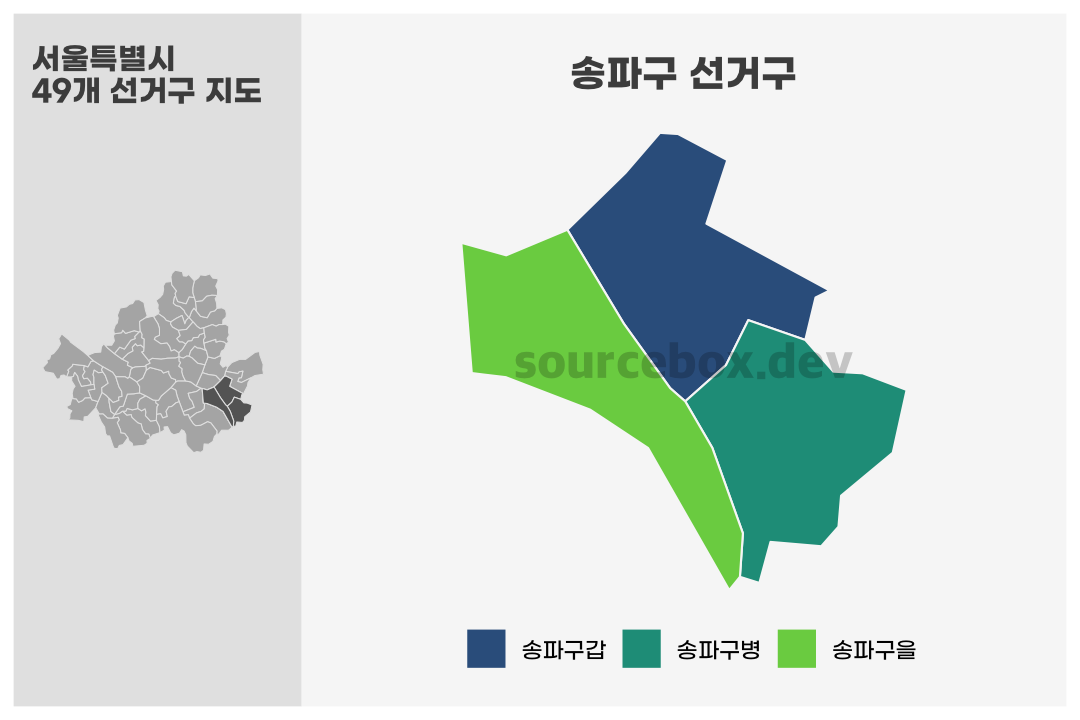 서울특별시
49개 선거구 지도
송파구 선거구
sourcebox.dev
송파구갑
송파구병
송파구을